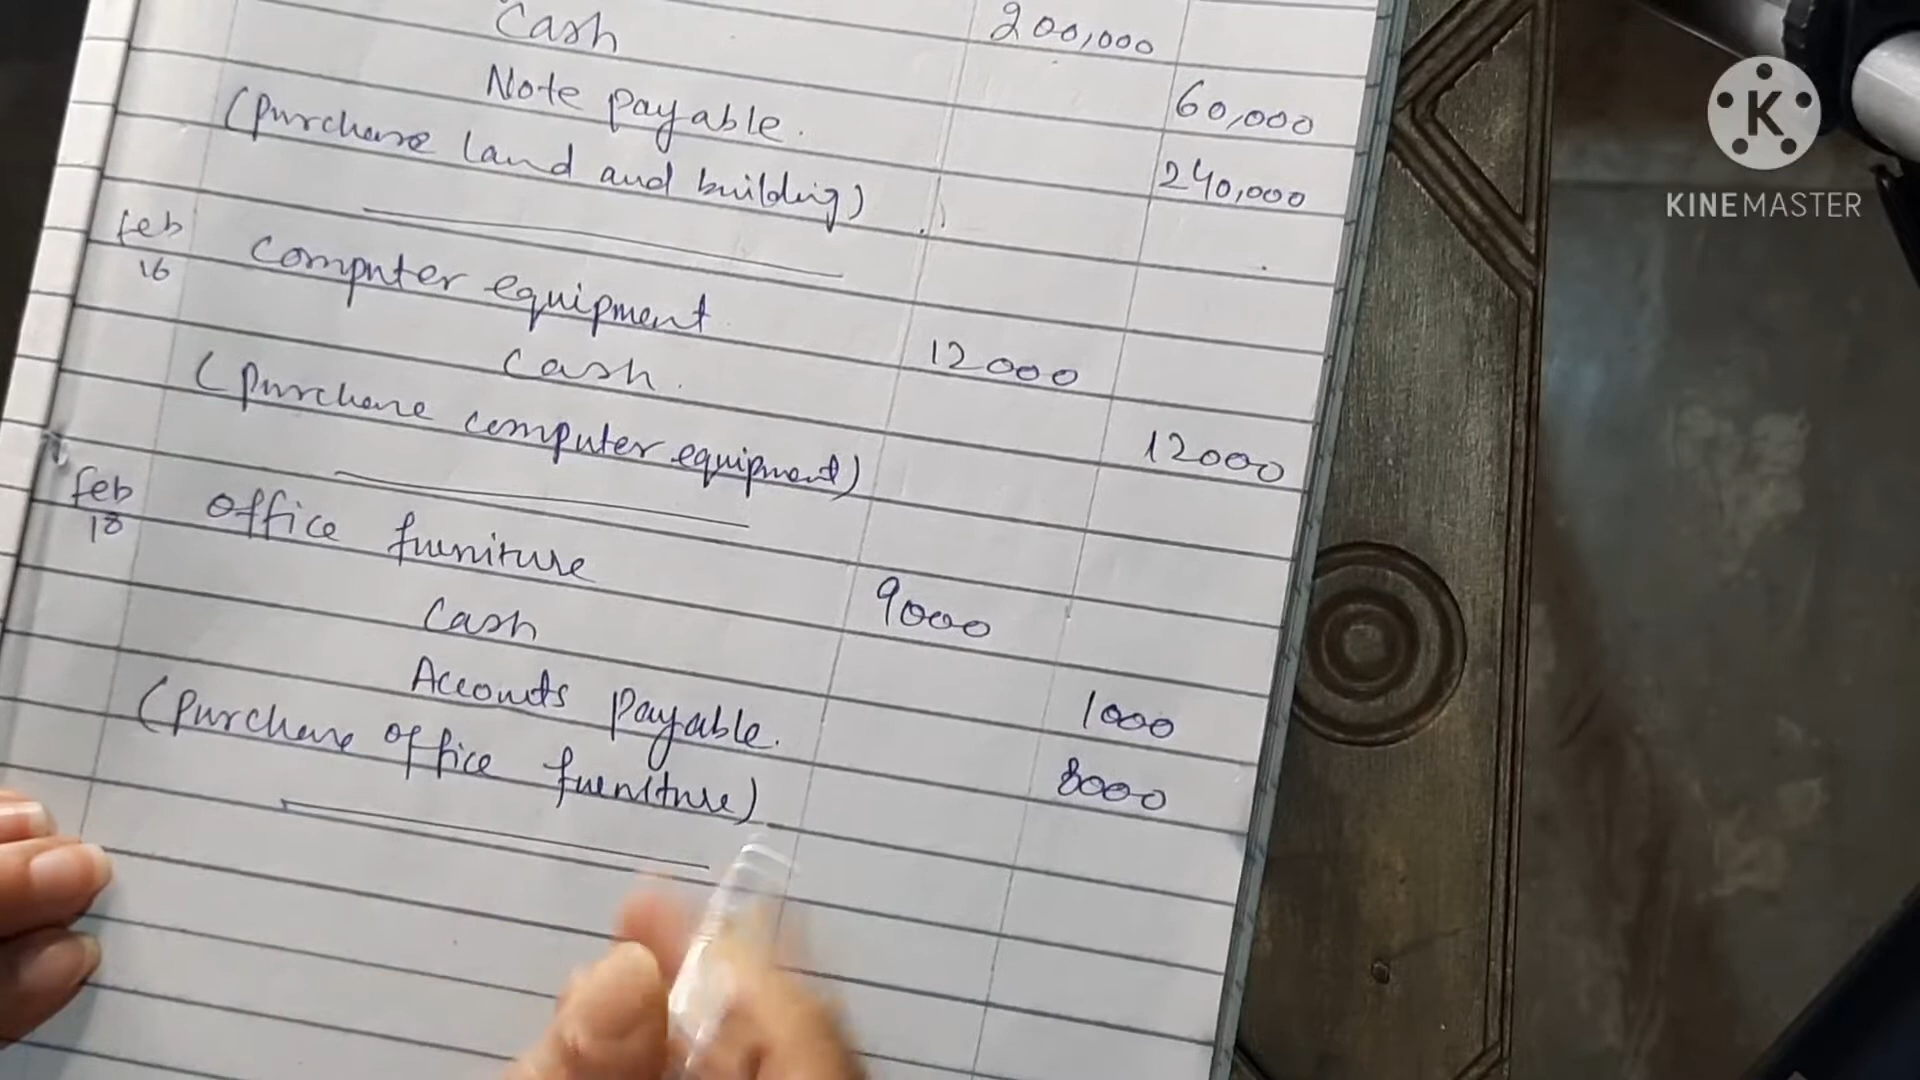 Cash 200,000
Note payable. 60,000
(purchase land and building) 240,000
feb 16 Computer equipment
Cash. 12000
(purchase computer equipment) 12000
feb 18 office furniture
Cash 9000
Accounts payable. 1000
(purchase office furniture) 8000
K
KINEMASTER